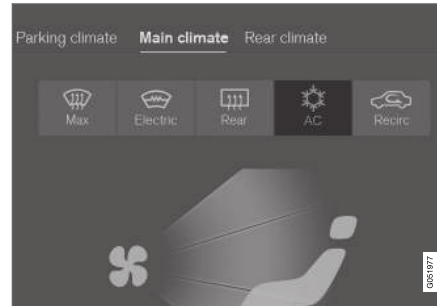 Parking climate Main climate Rear climate
Max Electric Rear AC Recirc
G051977